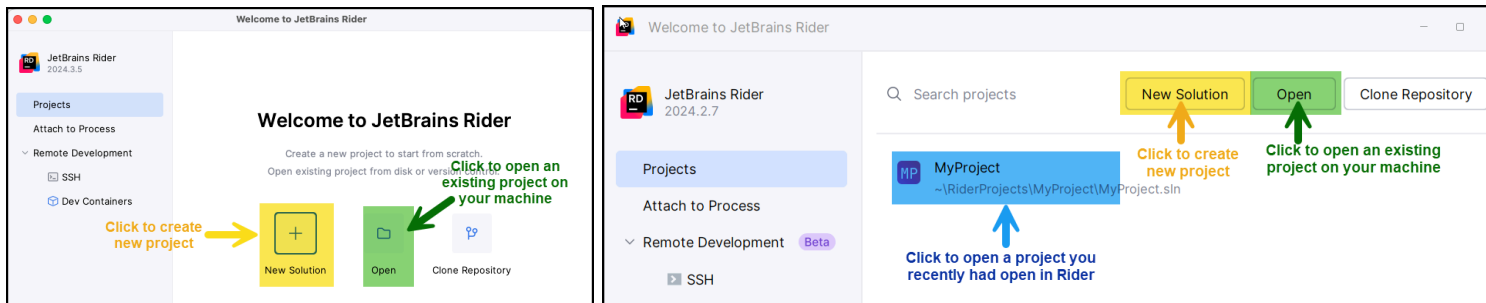 Welcome to JetBrains Rider
RD
JetBrains Rider
2024.3.5
Projects
Attach to Process
Remote Development
SSH
Dev Containers
Welcome to JetBrains Rider
Create a new project to start from scratch.
Open existing project from disk or version control.
Click to open an
existing project on
your machine
Click to create
new project
New Solution
Open
Clone Repository
Welcome to JetBrains Rider
RD
JetBrains Rider
2024.2.7
Projects
Attach to Process
Remote Development Beta
SSH
Search projects
New Solution
Open
Clone Repository
Click to create
new project
Click to open an existing
project on your machine
MP
MyProject
~\RiderProjects\MyProject\MyProject.sln
Click to open a project you
recently had open in Rider